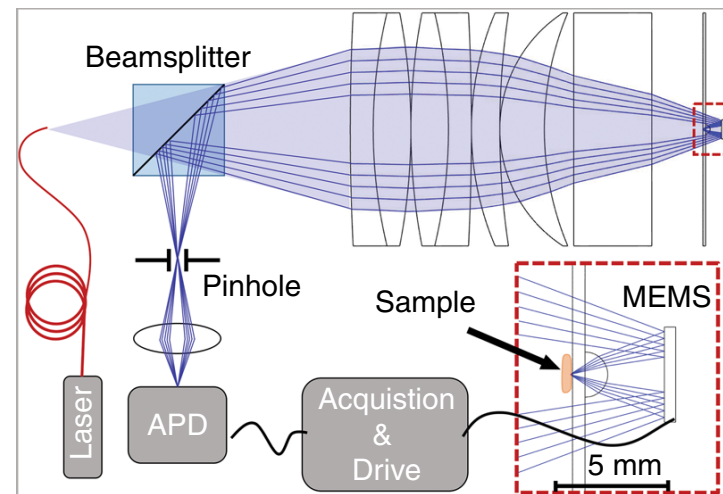 Beamsplitter
Pinhole
Sample
MEMS
Laser
APD
Acquistion
&
Drive
5 mm